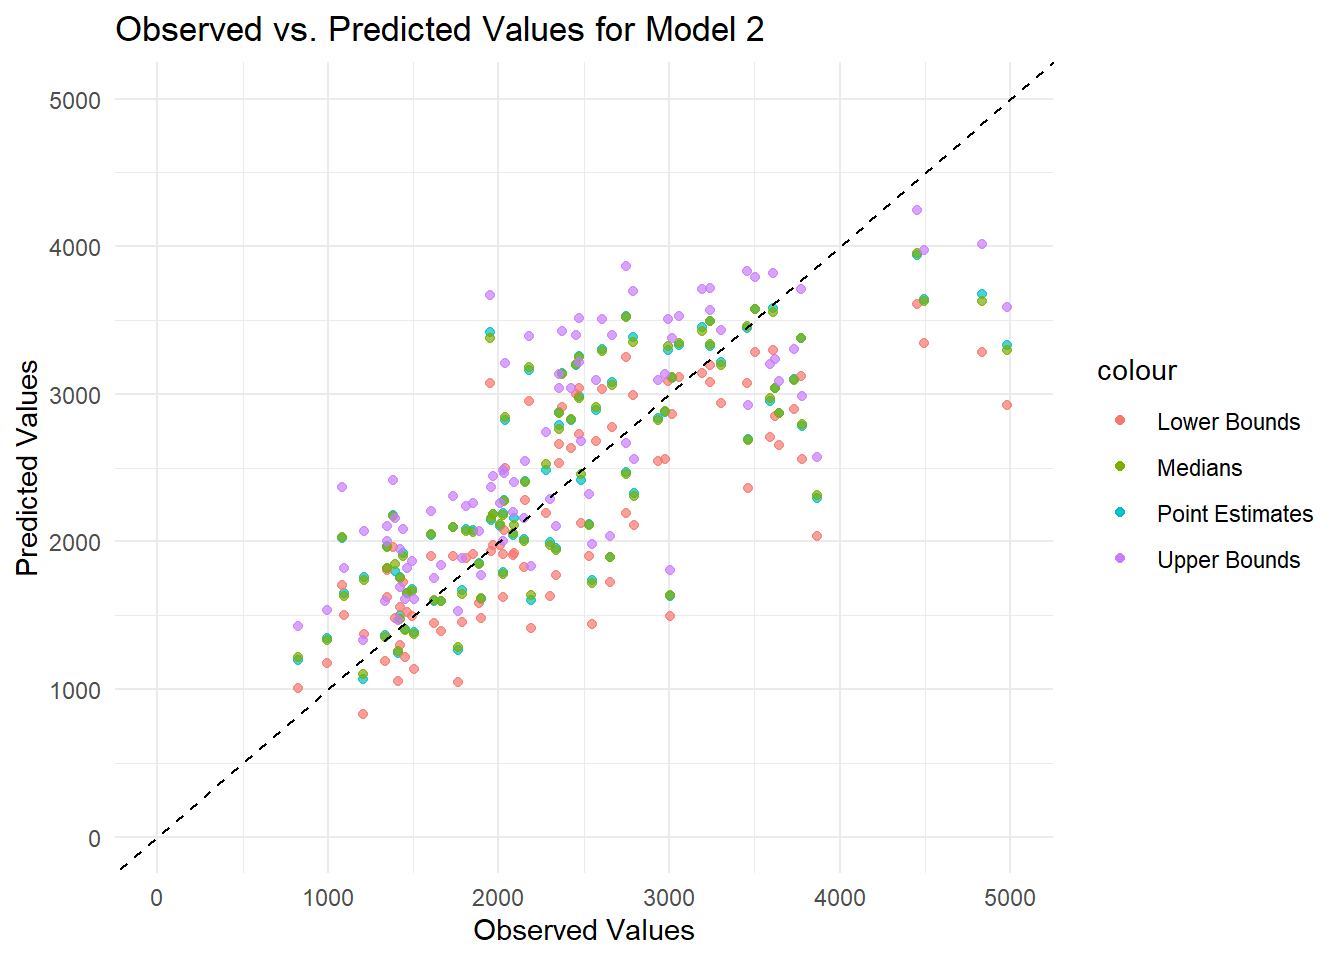 Observed vs. Predicted Values for Model 2
5000
4000
3000
2000
1000
0
Predicted Values
0 1000 2000 3000 4000 5000
Observed Values
colour
Lower Bounds
Medians
Point Estimates
Upper Bounds